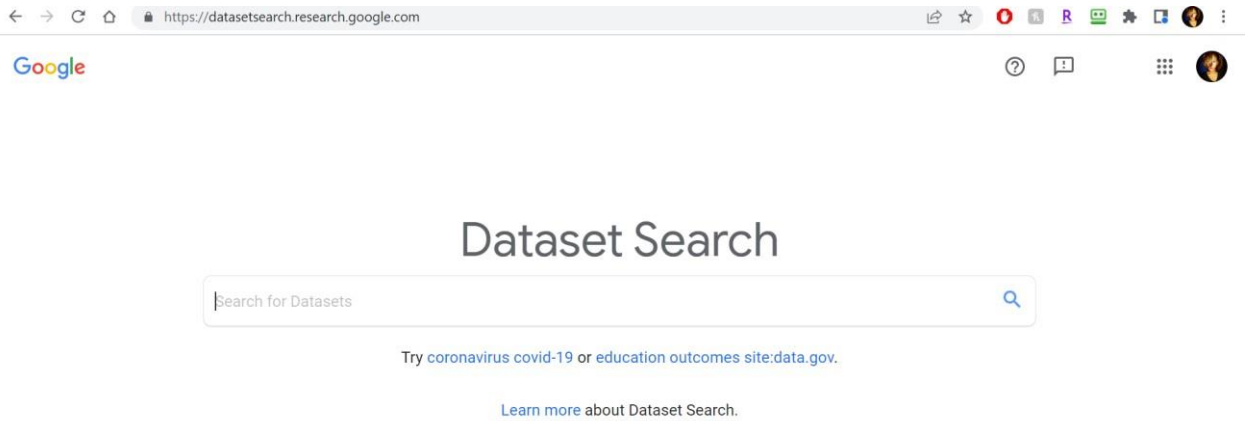 https://datasetsearch.research.google.com
R
Google
Dataset Search
Search for Datasets
Try coronavirus covid-19 or education outcomes site:data.gov.
Learn more about Dataset Search.